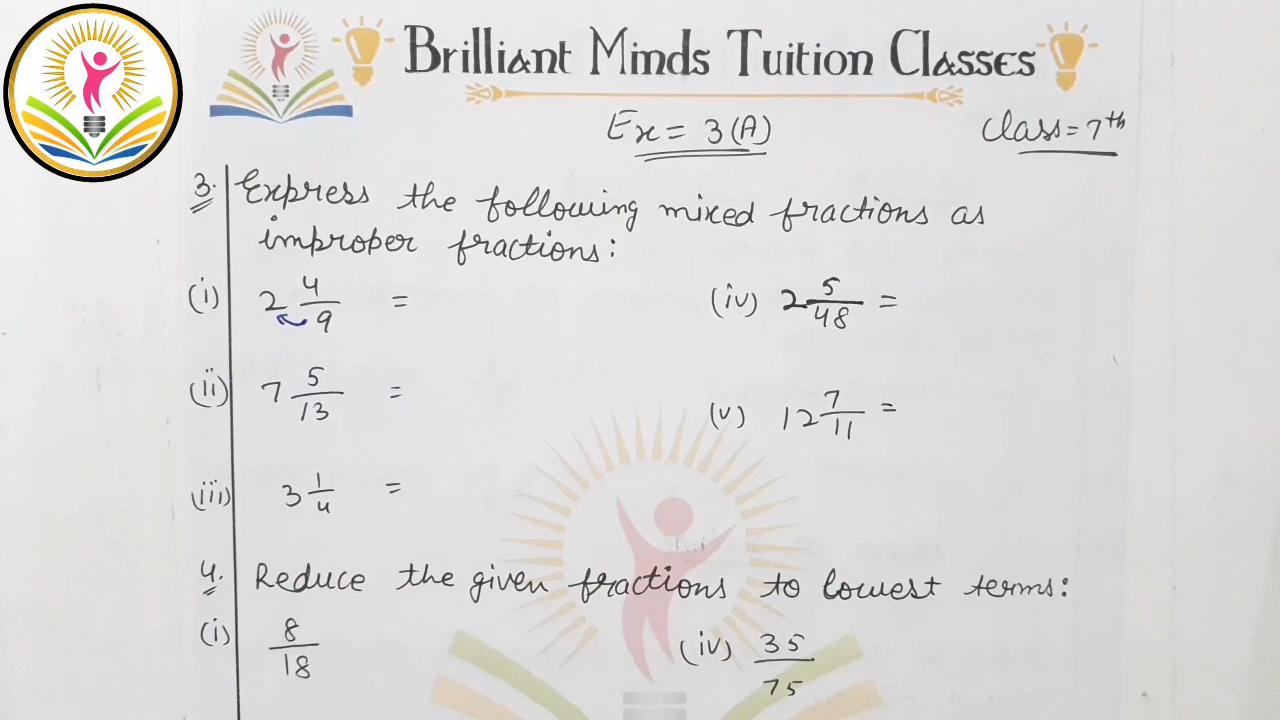 Brilliant Minds Tuition Classes
Ex = 3(A)
Class = 7th
3. Express the following mixed fractions as
improper fractions:
(i) 2 4/9 =
(iv) 2 5/48 =
(ii) 7 5/13 =
(v) 12 7/11 =
(iii) 3 1/4 =
4. Reduce the given fractions to lowest terms:
(i) 8/18
(iv) 35/75